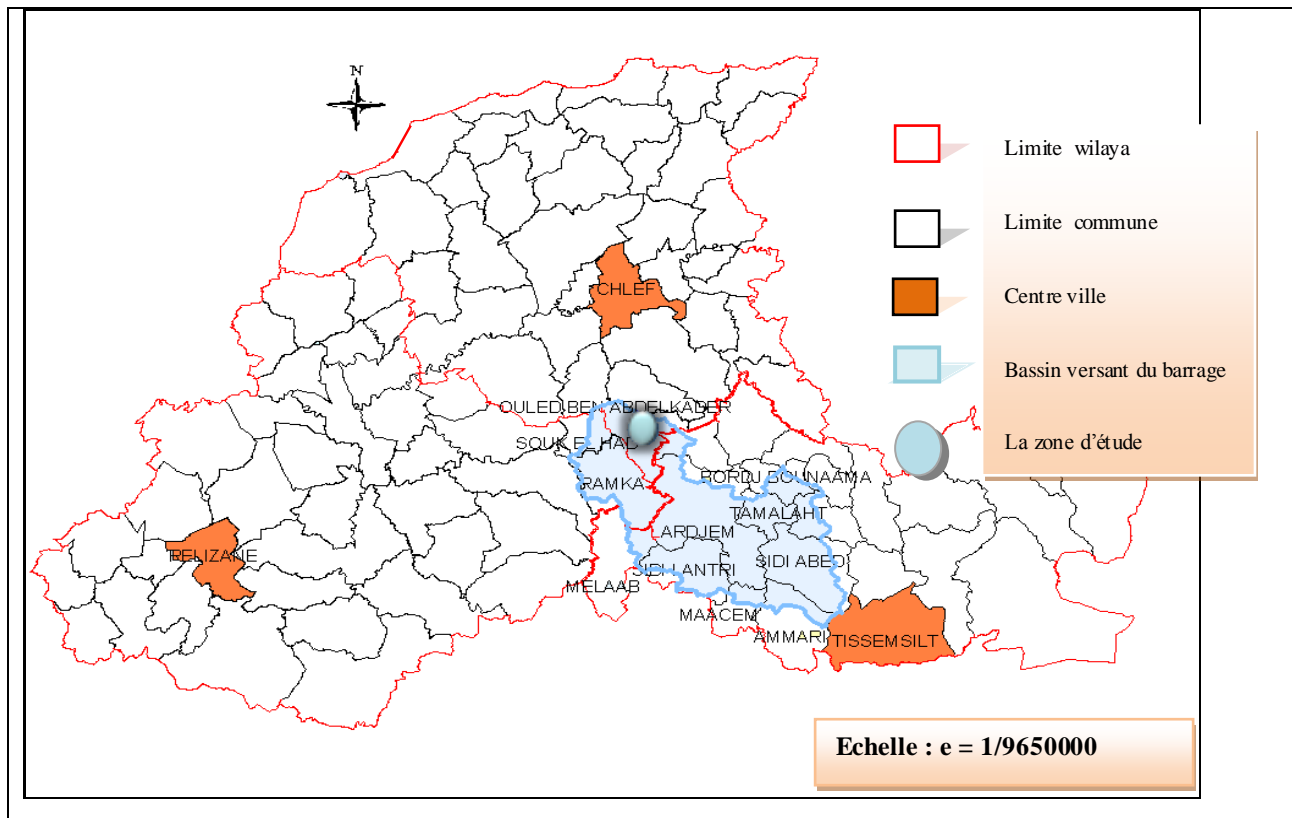 N
Limite wilaya
Limite commune
CHLEF
Centre ville
Bassin versant du barrage
OULED BEN ABDELKADER
SOUK EL HAD
La zone d'étude
BORDJ BOUNAAMA
RAMKA
TAMALAHT
LARDJEM
RELIZANE
SIDI LANTRI
SIDI ABED
MELAAB
MAACEM
AMMARI
TISSEMSILT
Echelle : e = 1/9650000